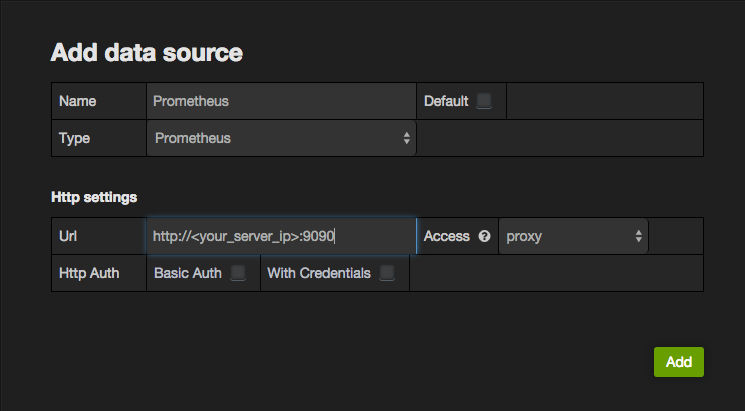 Add data source
Name Prometheus Default
Type Prometheus
Http settings
Url http://<your_server_ip>:9090 Access ? proxy
Http Auth Basic Auth With Credentials
Add